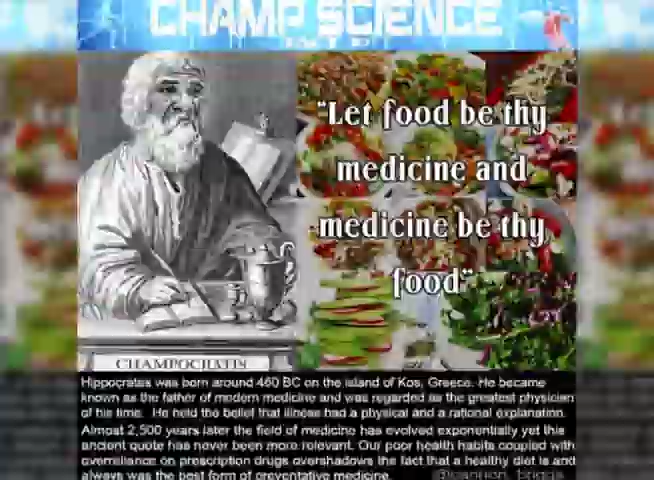 CHAMP SCIENCE
"Let food be thy
medicine and
medicine be thy
food"
CHAMPOCRATIS
Hippocrates was born around 460 BC on the island of Kos, Greece. He became
known as the father of modern medicine and was regarded as the greatest physician
of his time. He held the belief that illness had a physical and a rational explanation.
Almost 2,500 years later the field of medicine has evolved exponentially yet this
ancient quote has never been more relevant. Our poor health habits coupled with
overreliance on prescription drugs overshadows the fact that a healthy diet is and
always was the best form of preventative medicine.